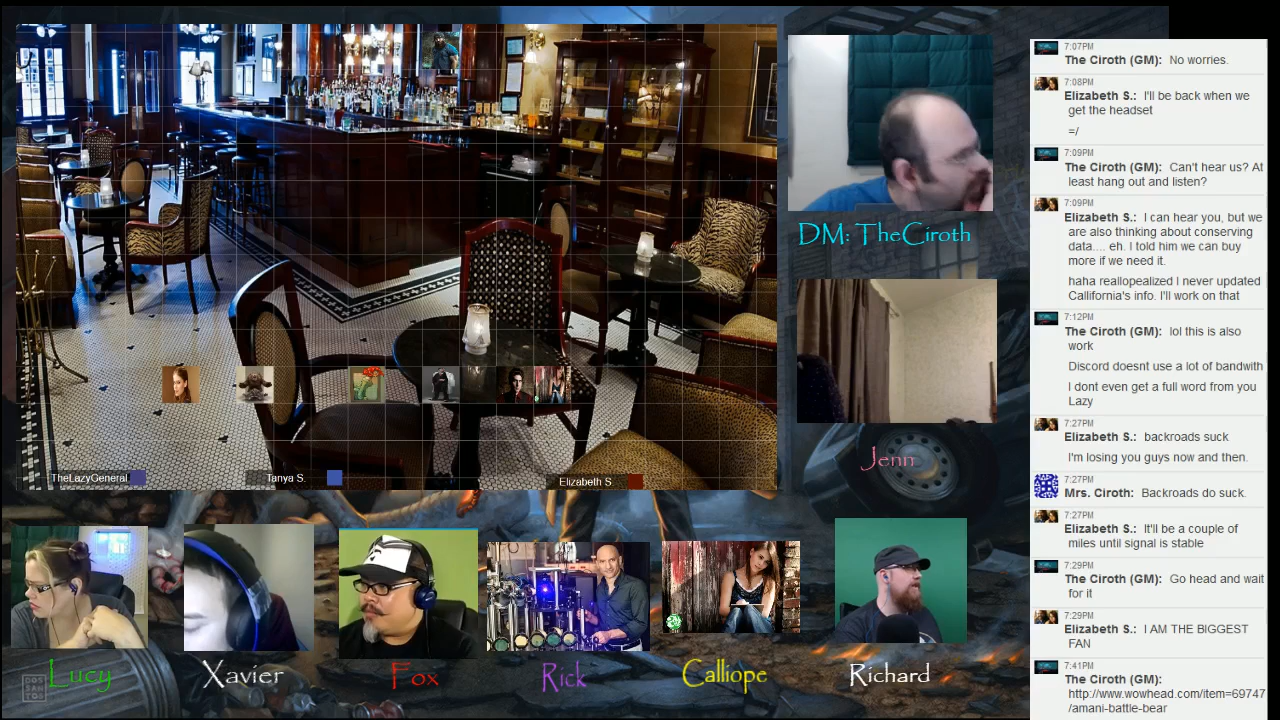 TheLazyGeneral
Tanya S.
Elizabeth S
DM: TheCiroth
Jenn
Lucy
Xavier
Fox
Rick
Calliope
Richard
DOS
SAN
TOS
7:07PM
The Ciroth (GM): No worries.
7:08PM
Elizabeth S.: I'll be back when we
get the headset
=/
7:09PM
The Ciroth (GM): Can't hear us? At
least hang out and listen?
7:09PM
Elizabeth S.: I can hear you, but we
are also thinking about conserving
data.... eh. I told him we can buy
more if we need it.
haha reallopealized I never updated
Callifornia's info. I'll work on that
7:12PM
The Ciroth (GM): lol this is also
work
Discord doesnt use a lot of bandwith
I dont even get a full word from you
Lazy
7:27PM
Elizabeth S.: backroads suck
I'm losing you guys now and then.
7:27PM
Mrs. Ciroth: Backroads do suck.
7:27PM
Elizabeth S.: It'll be a couple of
miles until signal is stable
7:29PM
The Ciroth (GM): Go head and wait
for it
7:29PM
Elizabeth S.: I AM THE BIGGEST
FAN
7:41PM
The Ciroth (GM):
http://www.wowhead.com/item=69747
/amani-battle-bear